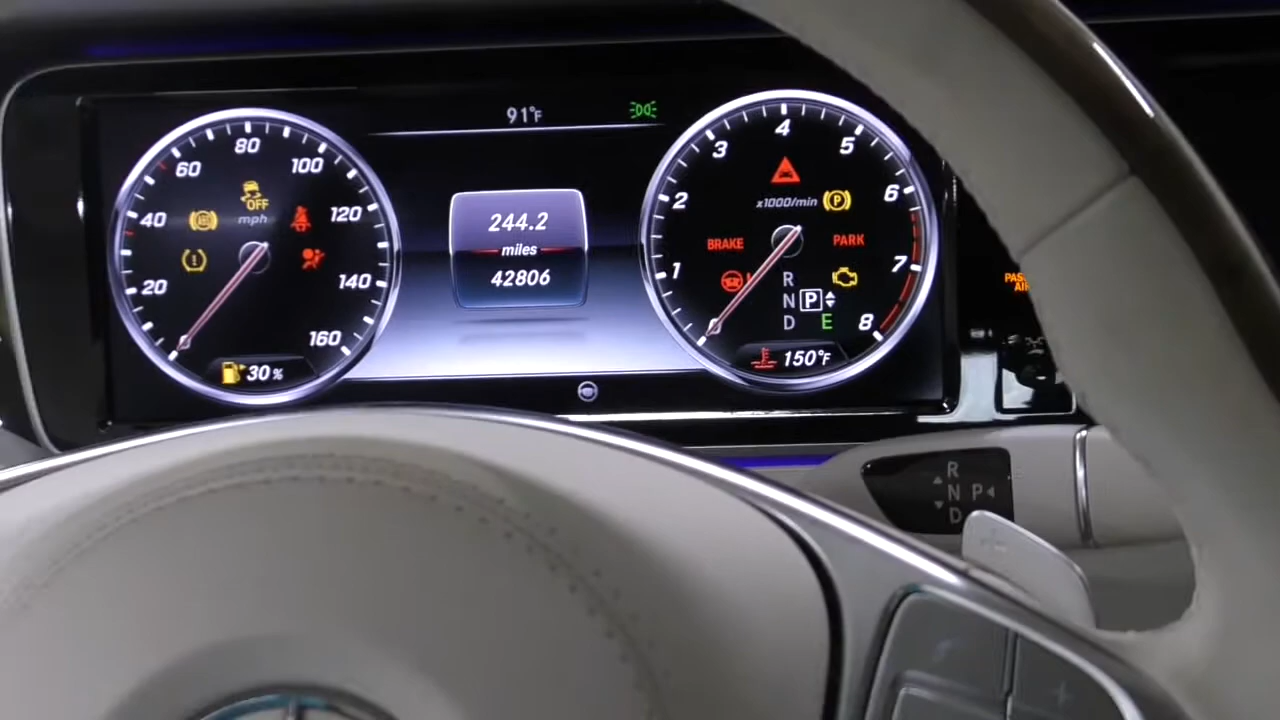 91°F
80
60
100
OFF
mph
40
120
20
140
160
30%
244.2
miles
42806
4
3
5
2
6
x1000/min
P
BRAKE
PARK
1
7
R
N P
D E
8
150°F
R
N P
D